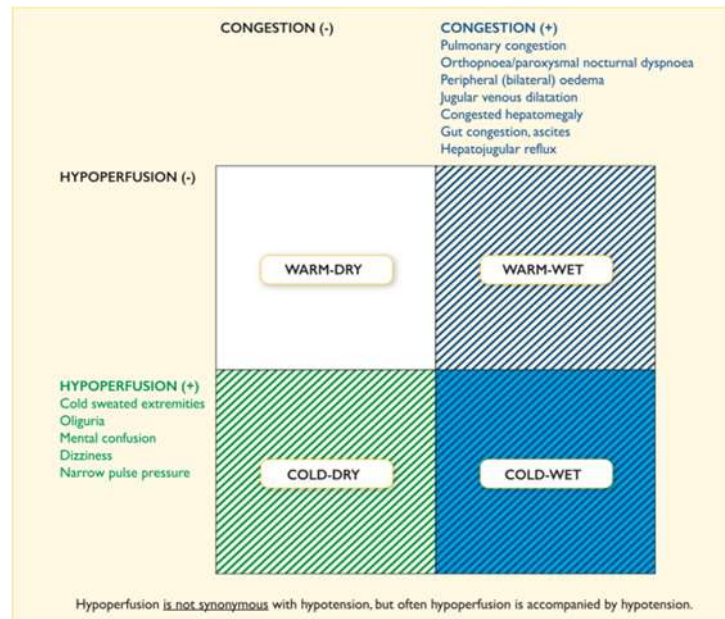 CONGESTION (-)
CONGESTION (+)
Pulmonary congestion
Orthopnoea/paroxysmal nocturnal dyspnoea
Peripheral (bilateral) oedema
Jugular venous dilatation
Congested hepatomegaly
Gut congestion, ascites
Hepatojugular reflux
HYPOPERFUSION (-)
WARM-DRY
WARM-WET
HYPOPERFUSION (+)
Cold sweated extremities
Oliguria
Mental confusion
Dizziness
Narrow pulse pressure
COLD-DRY
COLD-WET
Hypoperfusion is not synonymous with hypotension, but often hypoperfusion is accompanied by hypotension.